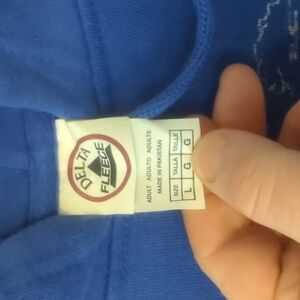 DELTA
FLEECE
ADULT ADULTO ADULTE
MADE IN PAKISTAN
SIZE TALLA TAILLE
L G G